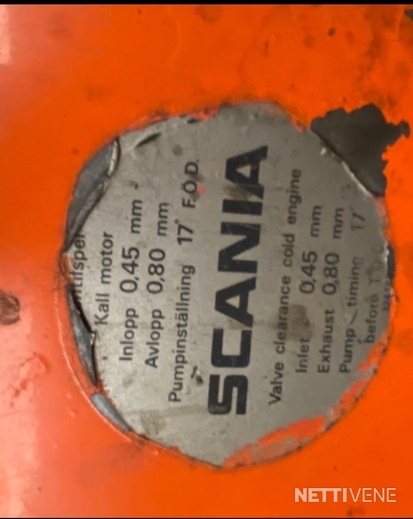 Kall motor
Inlopp 0,45 mm
Avlopp 0,80 mm
Pumpinställning 17° F.Ö.D.
SCANIA
Valve clearance cold engine
Inlet 0,45 mm
Exhaust 0,80 mm
Pump timing 17°
before
NETTIVENE